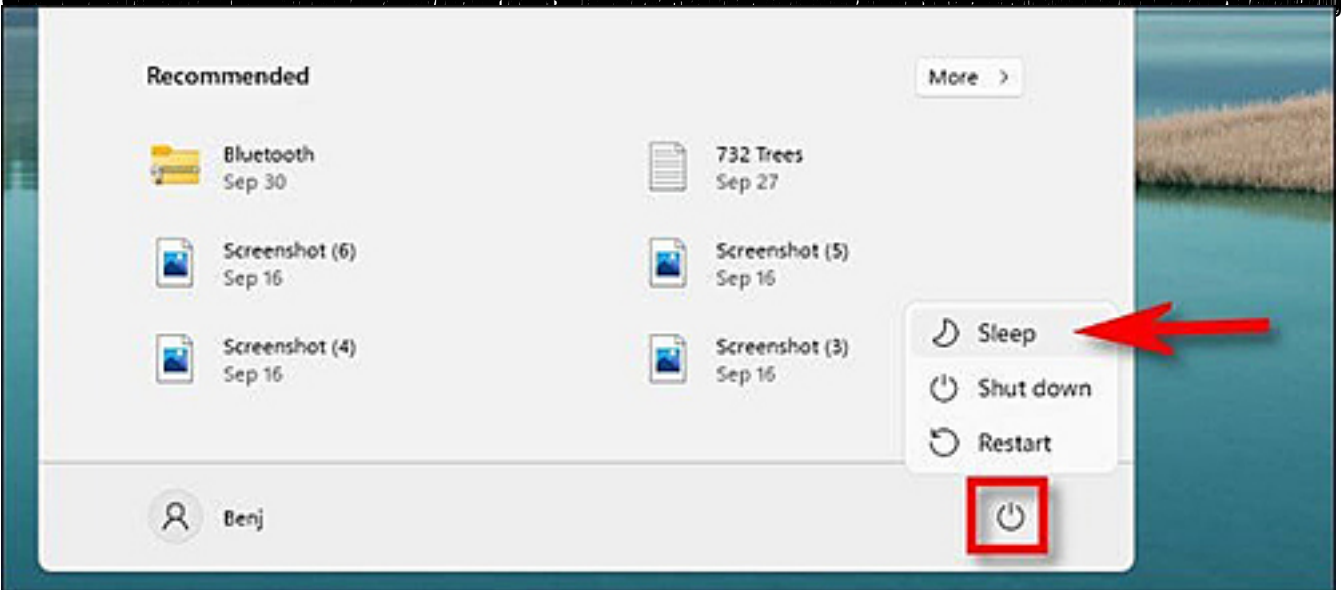 Recommended
More >
Bluetooth
Sep 30
732 Trees
Sep 27
Screenshot (6)
Sep 16
Screenshot (5)
Sep 16
Screenshot (4)
Sep 16
Screenshot (3)
Sep 16
Sleep
Shut down
Restart
Benj